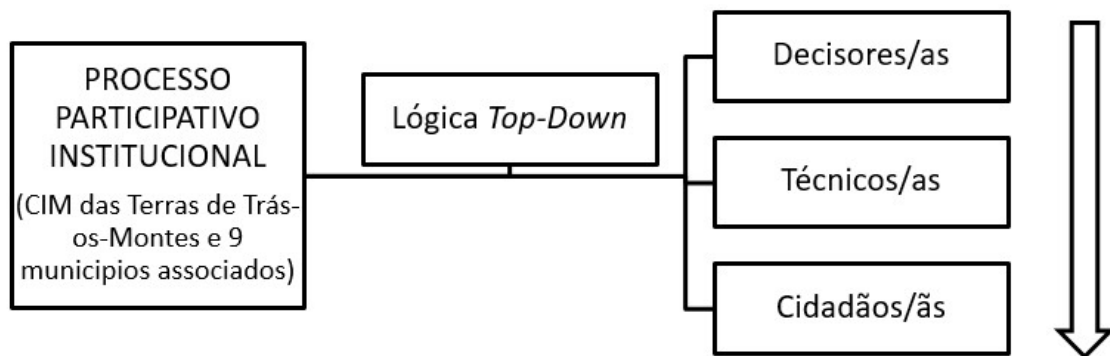 PROCESSO
PARTICIPATIVO
INSTITUCIONAL
(CIM das Terras de Trás-
os-Montes e 9
municipios associados)
Lógica Top-Down
Decisores/as
Técnicos/as
Cidadãos/ãs